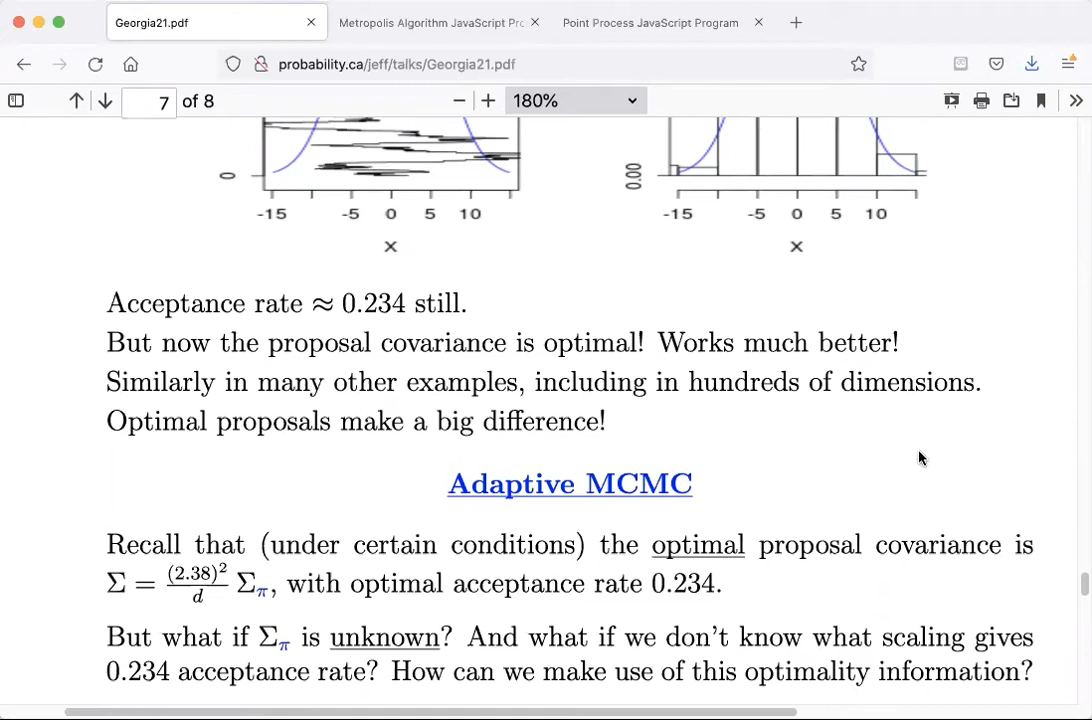 Georgia21.pdf
Metropolis Algorithm JavaScript Prc
Point Process JavaScript Program
probability.ca/jeff/talks/Georgia21.pdf
7 of 8
180%
0
-15 -5 0 5 10
x
0.00
-15 -5 0 5 10
x
Acceptance rate ≈ 0.234 still.
But now the proposal covariance is optimal! Works much better!
Similarly in many other examples, including in hundreds of dimensions.
Optimal proposals make a big difference!
Adaptive MCMC
Recall that (under certain conditions) the optimal proposal covariance is
Σ = (2.38)²/d Σπ, with optimal acceptance rate 0.234.
But what if Σπ is unknown? And what if we don't know what scaling gives
0.234 acceptance rate? How can we make use of this optimality information?